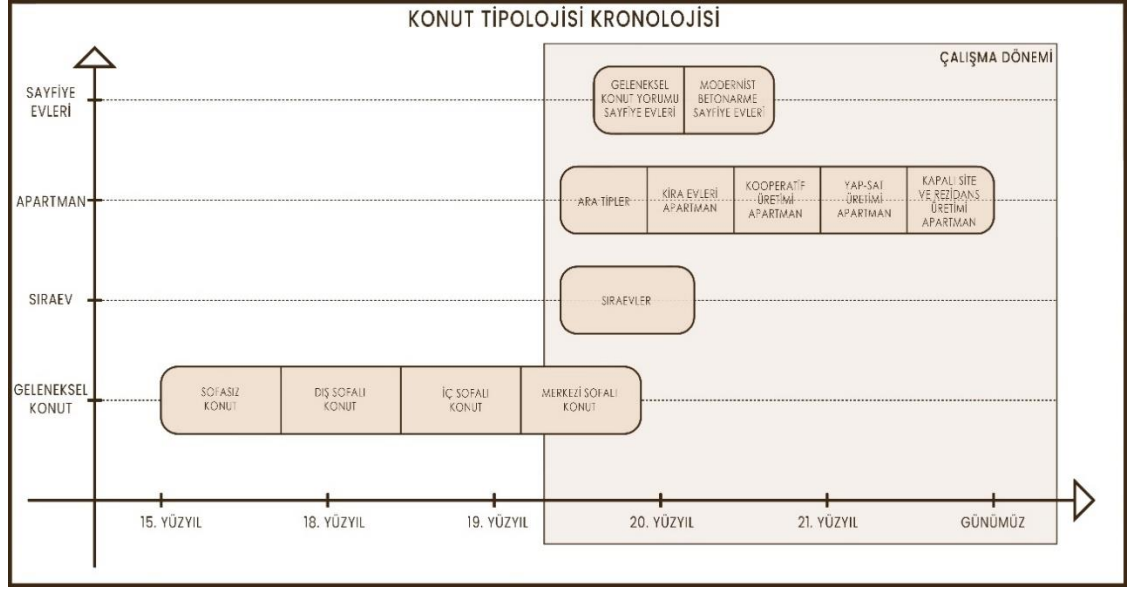 KONUT TİPOLOJİSİ KRONOLOJİSİ
ÇALIŞMA DÖNEMİ
SAYFİYE
EVLERİ
GELENEKSEL
KONUT YORUMU
SAYFİYE EVLERİ
MODERNİST
BETONARME
SAYFİYE EVLERİ
APARTMAN
ARA TİPLER
KİRA EVLERİ
APARTMAN
KOOPERATİF
ÜRETİMİ
APARTMAN
YAP-SAT
ÜRETİMİ
APARTMAN
KAPALI SİTE
VE REZİDANS
ÜRETİMİ
APARTMAN
SIRAEV
SIRAEVLER
GELENEKSEL
KONUT
SOFASIZ
KONUT
DIŞ SOFALI
KONUT
İÇ SOFALI
KONUT
MERKEZİ SOFALI
KONUT
15. YÜZYIL
18. YÜZYIL
19. YÜZYIL
20. YÜZYIL
21. YÜZYIL
GÜNÜMÜZ